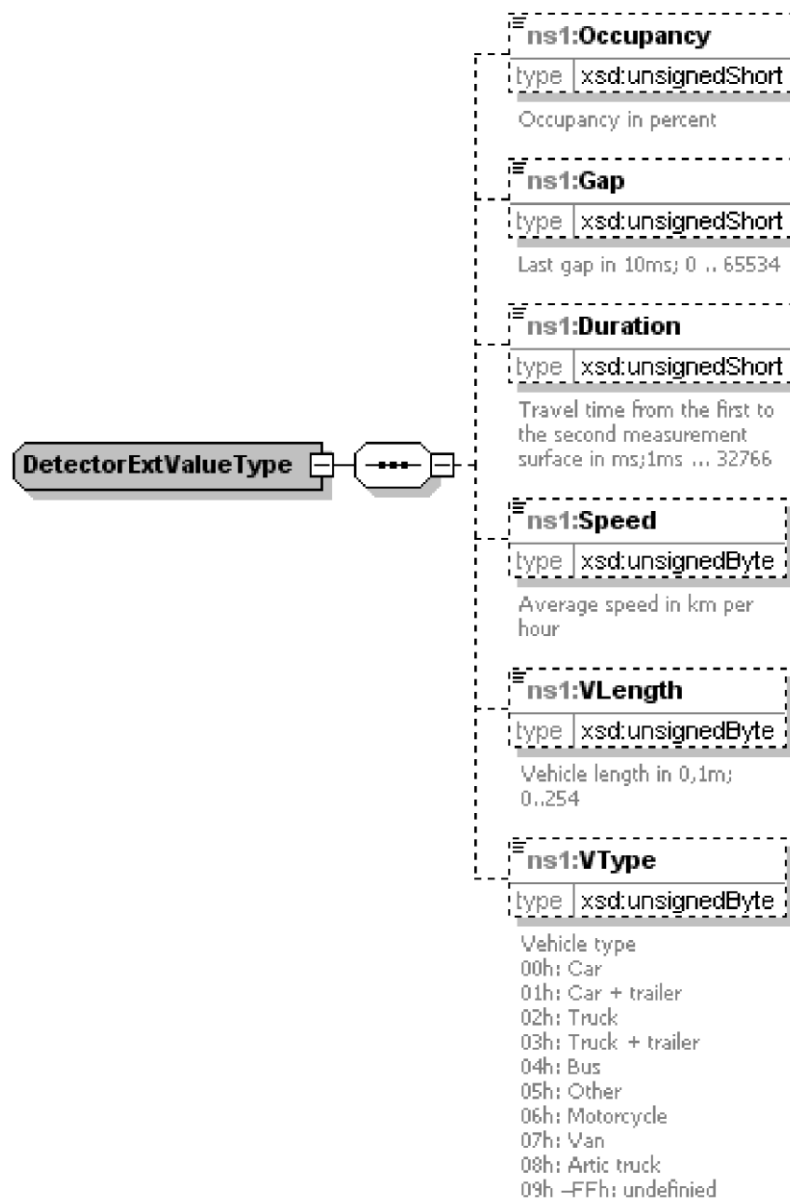 ns1:Occupancy
type xsd:unsignedShort
Occupancy in percent
ns1:Gap
type xsd:unsignedShort
Last gap in 10ms; 0 .. 65534
ns1:Duration
type xsd:unsignedShort
Travel time from the first to
the second measurement
surface in ms;1ms ... 32766
DetectorExtValueType
ns1:Speed
type xsd:unsignedByte
Average speed in km per
hour
ns1:VLength
type xsd:unsignedByte
Vehicle length in 0,1m;
0..254
ns1:VType
type xsd:unsignedByte
Vehicle type
00h: Car
01h: Car + trailer
02h: Truck
03h: Truck + trailer
04h: Bus
05h: Other
06h: Motorcycle
07h: Van
08h: Artic truck
09h –FFh: undefinied